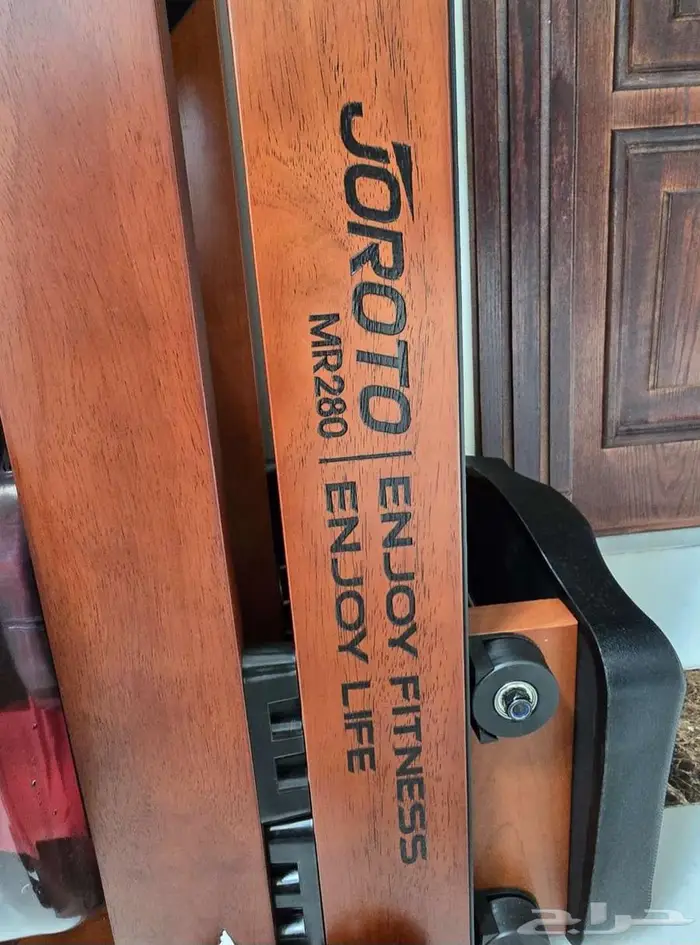 JOROTO | ENJOY FITNESS
MR280 | ENJOY LIFE
حراج